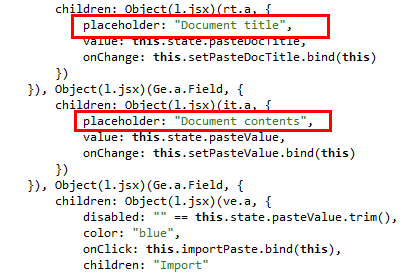 children: Object(l.jsx)(rt.a, {
placeholder: "Document title",
value: this.state.pasteDocTitle,
onChange: this.setPasteDocTitle.bind(this)
})
}), Object(l.jsx)(Ge.a.Field, {
children: Object(l.jsx)(it.a, {
placeholder: "Document contents",
value: this.state.pasteValue,
onChange: this.setPasteValue.bind(this)
})
}), Object(l.jsx)(Ge.a.Field, {
children: Object(l.jsx)(ve.a, {
disabled: "" == this.state.pasteValue.trim(),
color: "blue",
onClick: this.importPaste.bind(this),
children: "Import"